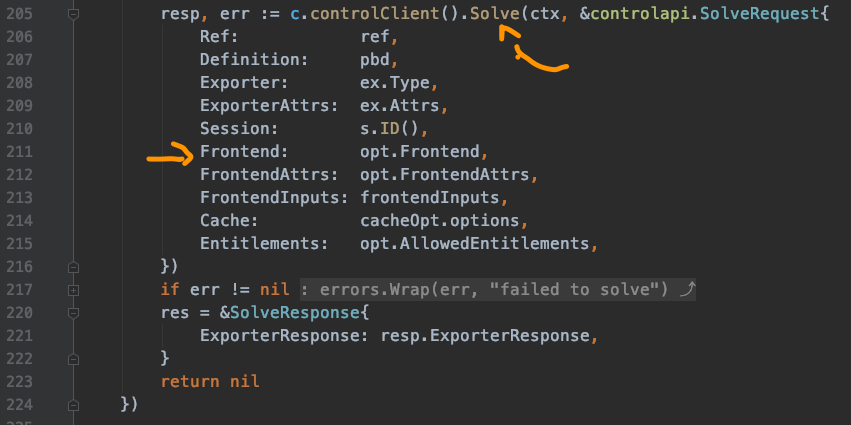 205 resp, err := c.controlClient().Solve(ctx, &controlapi.SolveRequest{
206 Ref: ref,
207 Definition: pbd,
208 Exporter: ex.Type,
209 ExporterAttrs: ex.Attrs,
210 Session: s.ID(),
211 Frontend: opt.Frontend,
212 FrontendAttrs: opt.FrontendAttrs,
213 FrontendInputs: frontendInputs,
214 Cache: cacheOpt.options,
215 Entitlements: opt.AllowedEntitlements,
216 })
217 if err != nil : errors.Wrap(err, "failed to solve") ⤴
220 res = &SolveResponse{
221 ExporterResponse: resp.ExporterResponse,
222 }
223 return nil
224 })